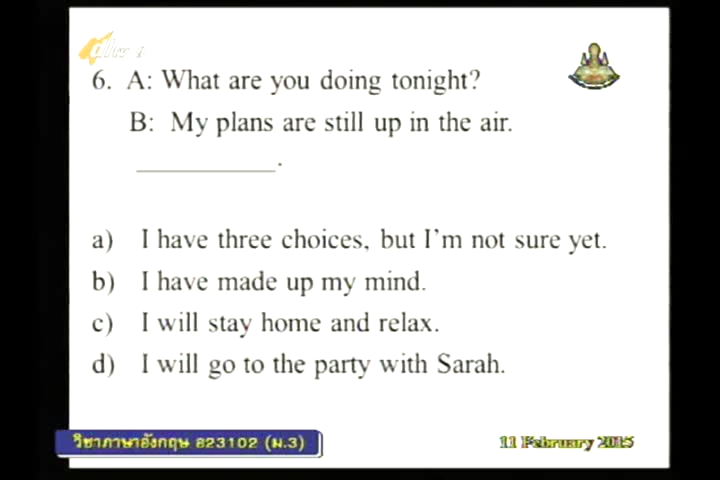 6. A: What are you doing tonight?
B: My plans are still up in the air.
____________.
a) I have three choices, but I'm not sure yet.
b) I have made up my mind.
c) I will stay home and relax.
d) I will go to the party with Sarah.
วิชาภาษาอังกฤษ อ23102 (ม.3)
11 February 2015